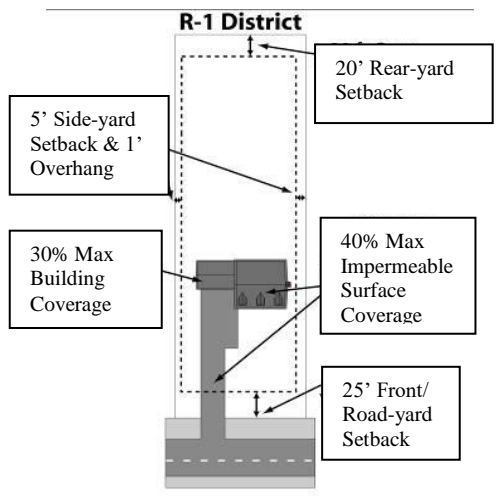 R-1 District
20' Rear-yard
Setback
5' Side-yard
Setback & 1'
Overhang
30% Max
Building
Coverage
40% Max
Impermeable
Surface
Coverage
25' Front/
Road-yard
Setback